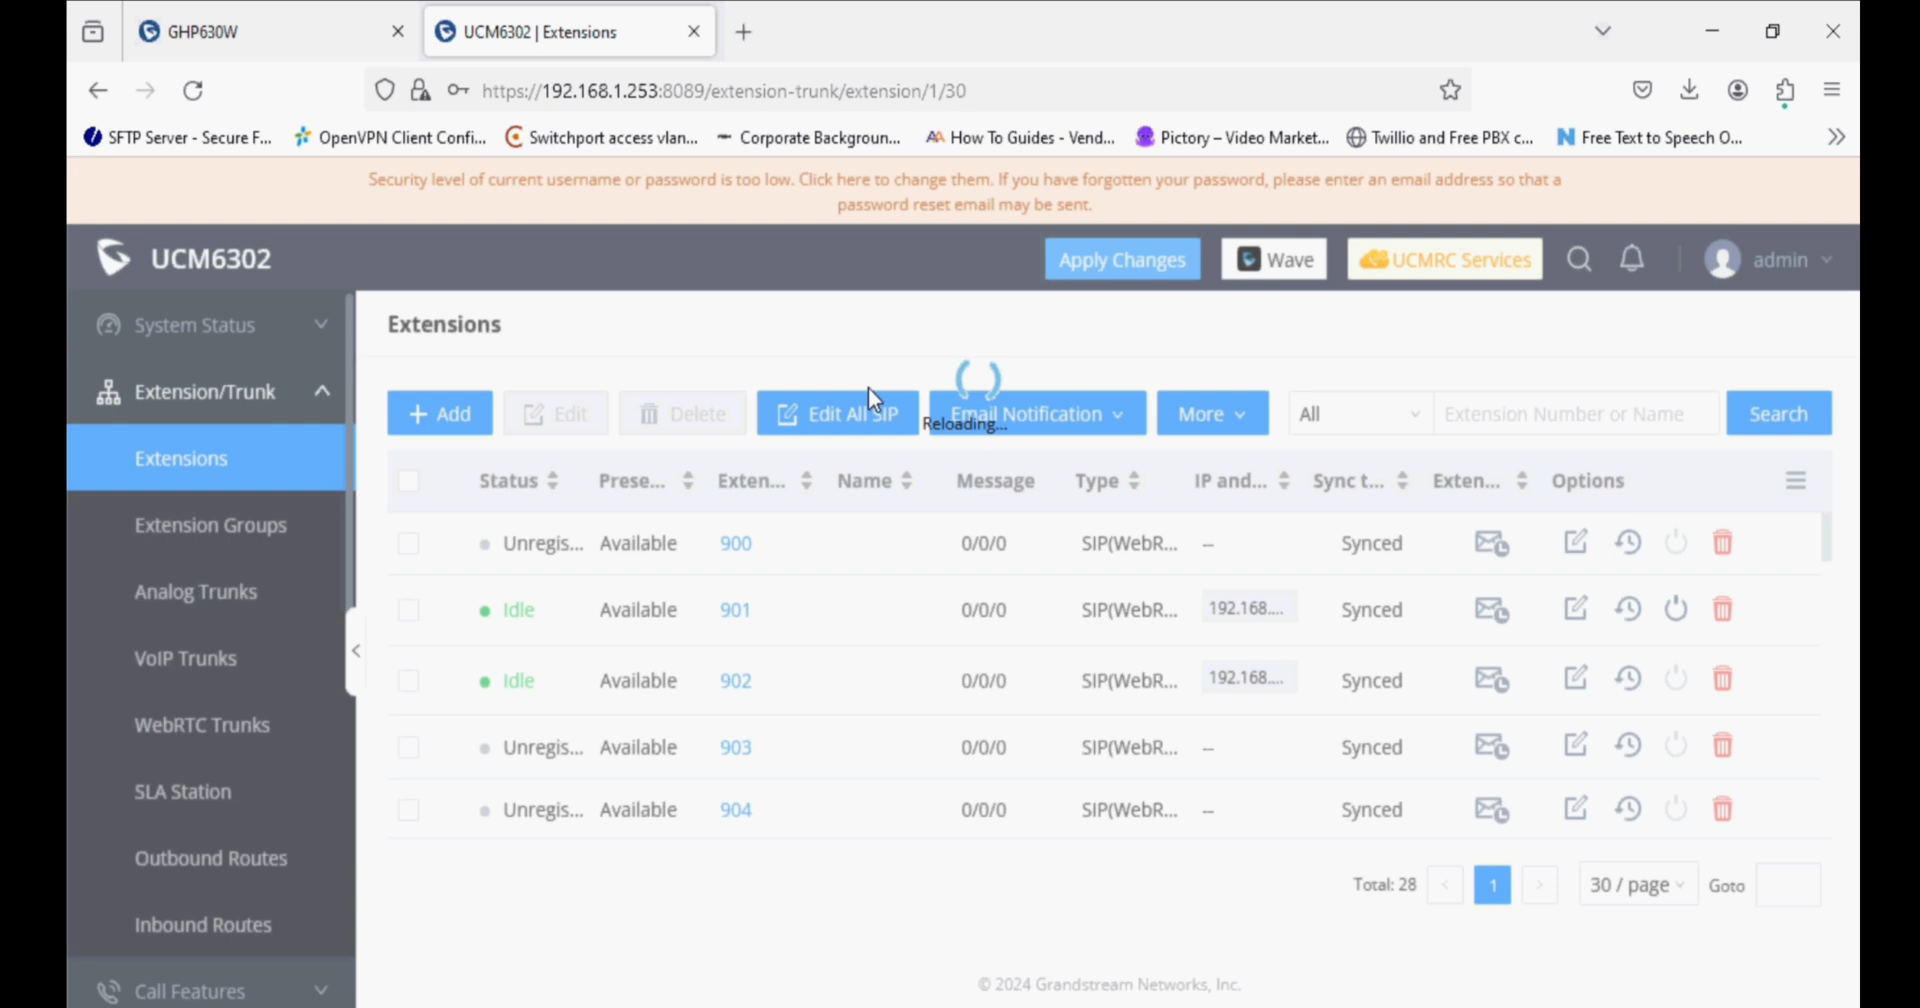 GHP630W
UCM6302 | Extensions
https://192.168.1.253:8089/extension-trunk/extension/1/30
SFTP Server - Secure F...
OpenVPN Client Confi...
Switchport access vlan...
Corporate Backgroun...
How To Guides - Vend...
Pictory – Video Market...
Twillio and Free PBX c...
Free Text to Speech O...
Security level of current username or password is too low. Click here to change them. If you have forgotten your password, please enter an email address so that a
password reset email may be sent.
UCM6302
Apply Changes
Wave
UCMRC Services
admin
System Status
Extension/Trunk
Extensions
Extension Groups
Analog Trunks
VoIP Trunks
WebRTC Trunks
SLA Station
Outbound Routes
Inbound Routes
Call Features
Extensions
+ Add
Edit
Delete
Edit All SIP
Email Notification
Reloading...
More
All
Extension Number or Name
Search
Status Prese... Exten... Name Message Type IP and... Sync t... Exten... Options
Unregis... Available 900 0/0/0 SIP(WebR... -- Synced
Idle Available 901 0/0/0 SIP(WebR... 192.168.... Synced
Idle Available 902 0/0/0 SIP(WebR... 192.168.... Synced
Unregis... Available 903 0/0/0 SIP(WebR... -- Synced
Unregis... Available 904 0/0/0 SIP(WebR... -- Synced
Total: 28 < 1 > 30 / page Goto
© 2024 Grandstream Networks, Inc.